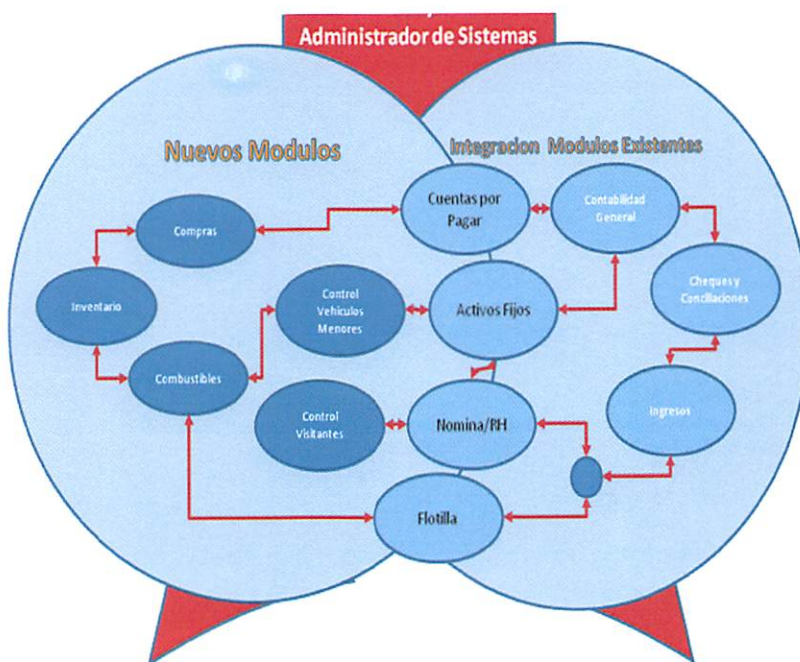 Administrador de Sistemas
Nuevos Modulos
Integracion Modulos Existentes
Cuentas por
Pagar
Contabilidad
General
Compras
Cheques y
Conciliaciones
Inventario
Control
Vehiculos
Menores
Activos Fijos
Combustibles
Control
Visitantes
Nomina/RH
Ingresos
Flotilla